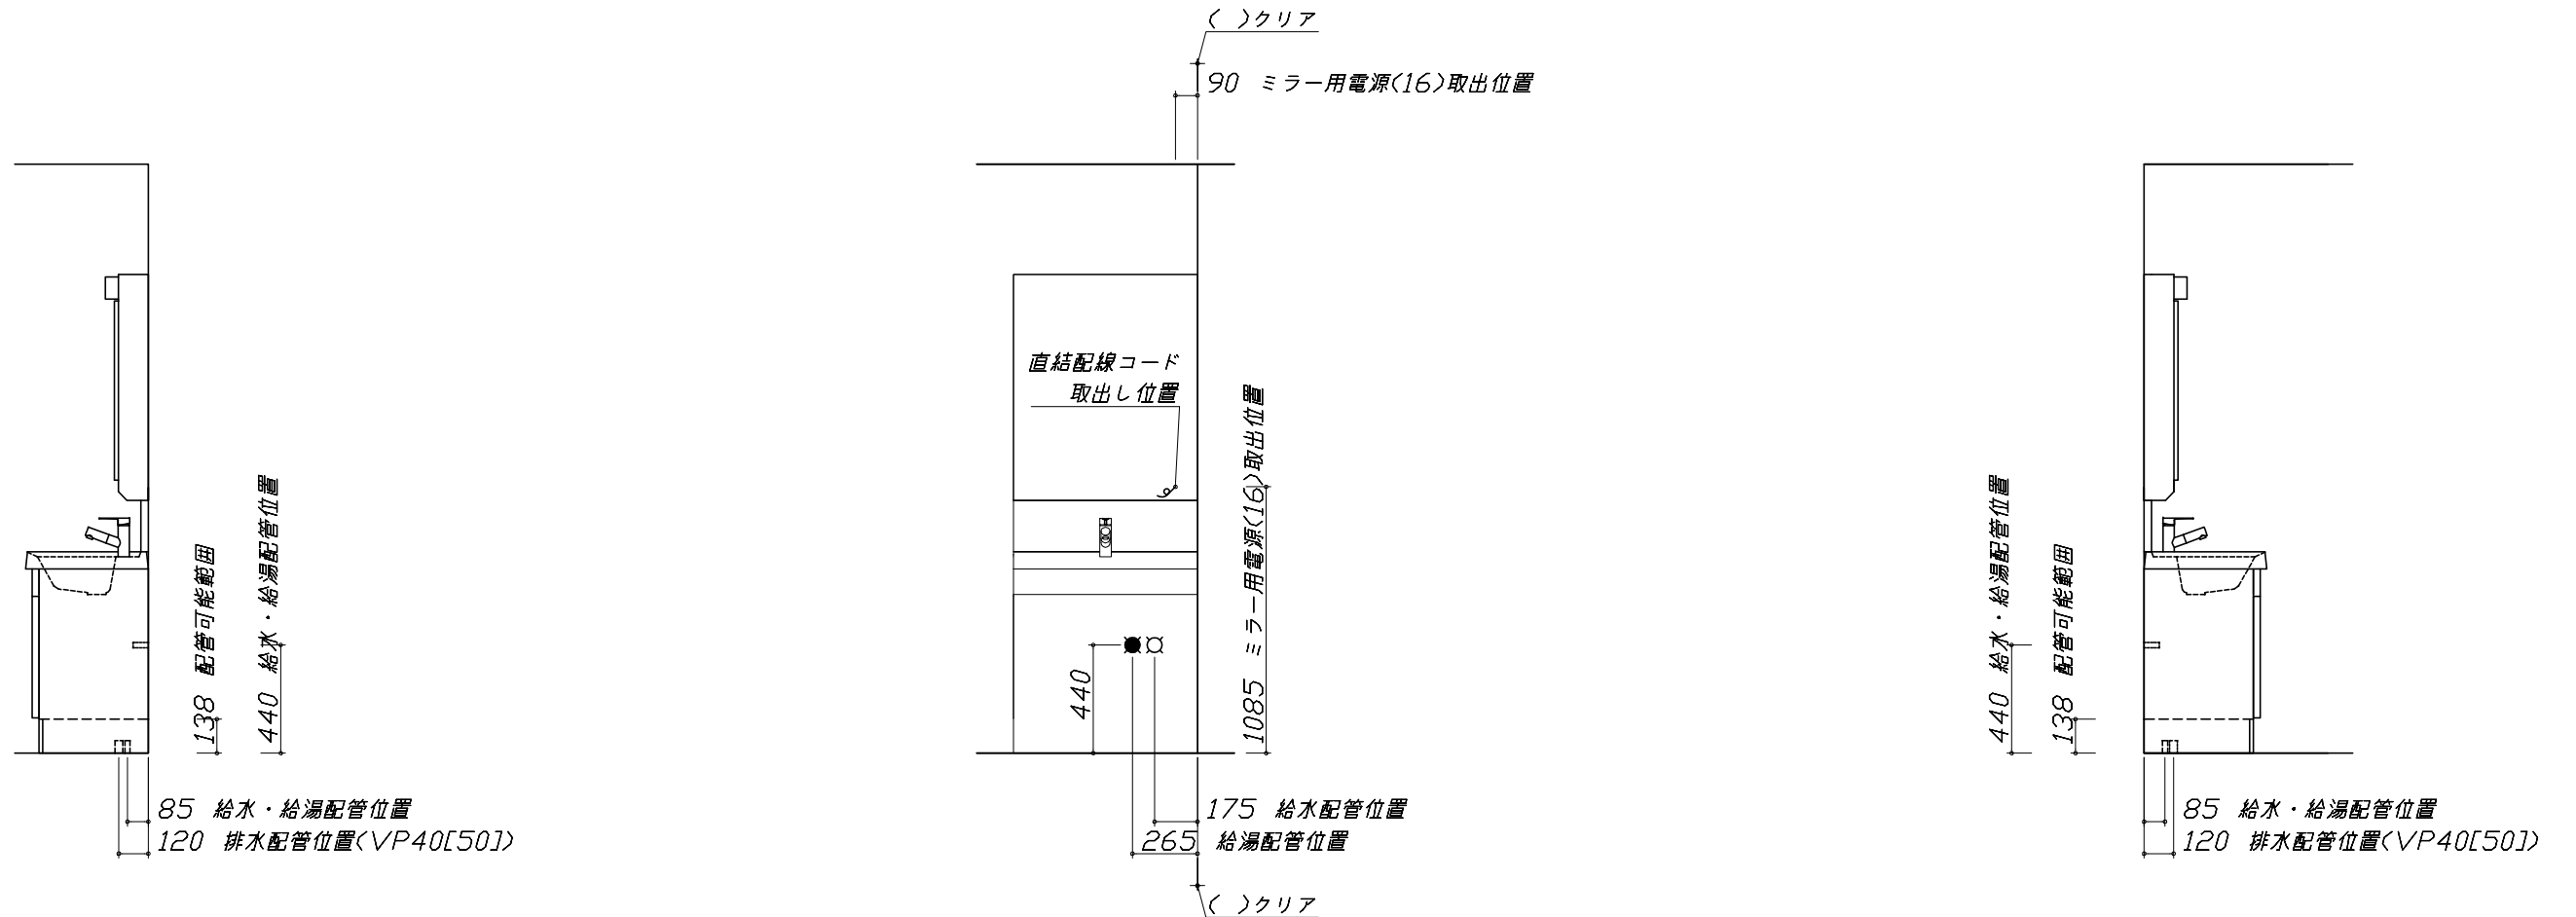 ( )クリア
90 ミラー用電源(16)取出位置
直結配線コード
取出し位置
138 配管可能範囲
440 給水・給湯配管位置
440
1085 ミラー用電源(16)取出位置
440 給水・給湯配管位置
138 配管可能範囲
85 給水・給湯配管位置
120 排水配管位置(VP40[50])
175 給水配管位置
265 給湯配管位置
85 給水・給湯配管位置
120 排水配管位置(VP40[50])
( )クリア